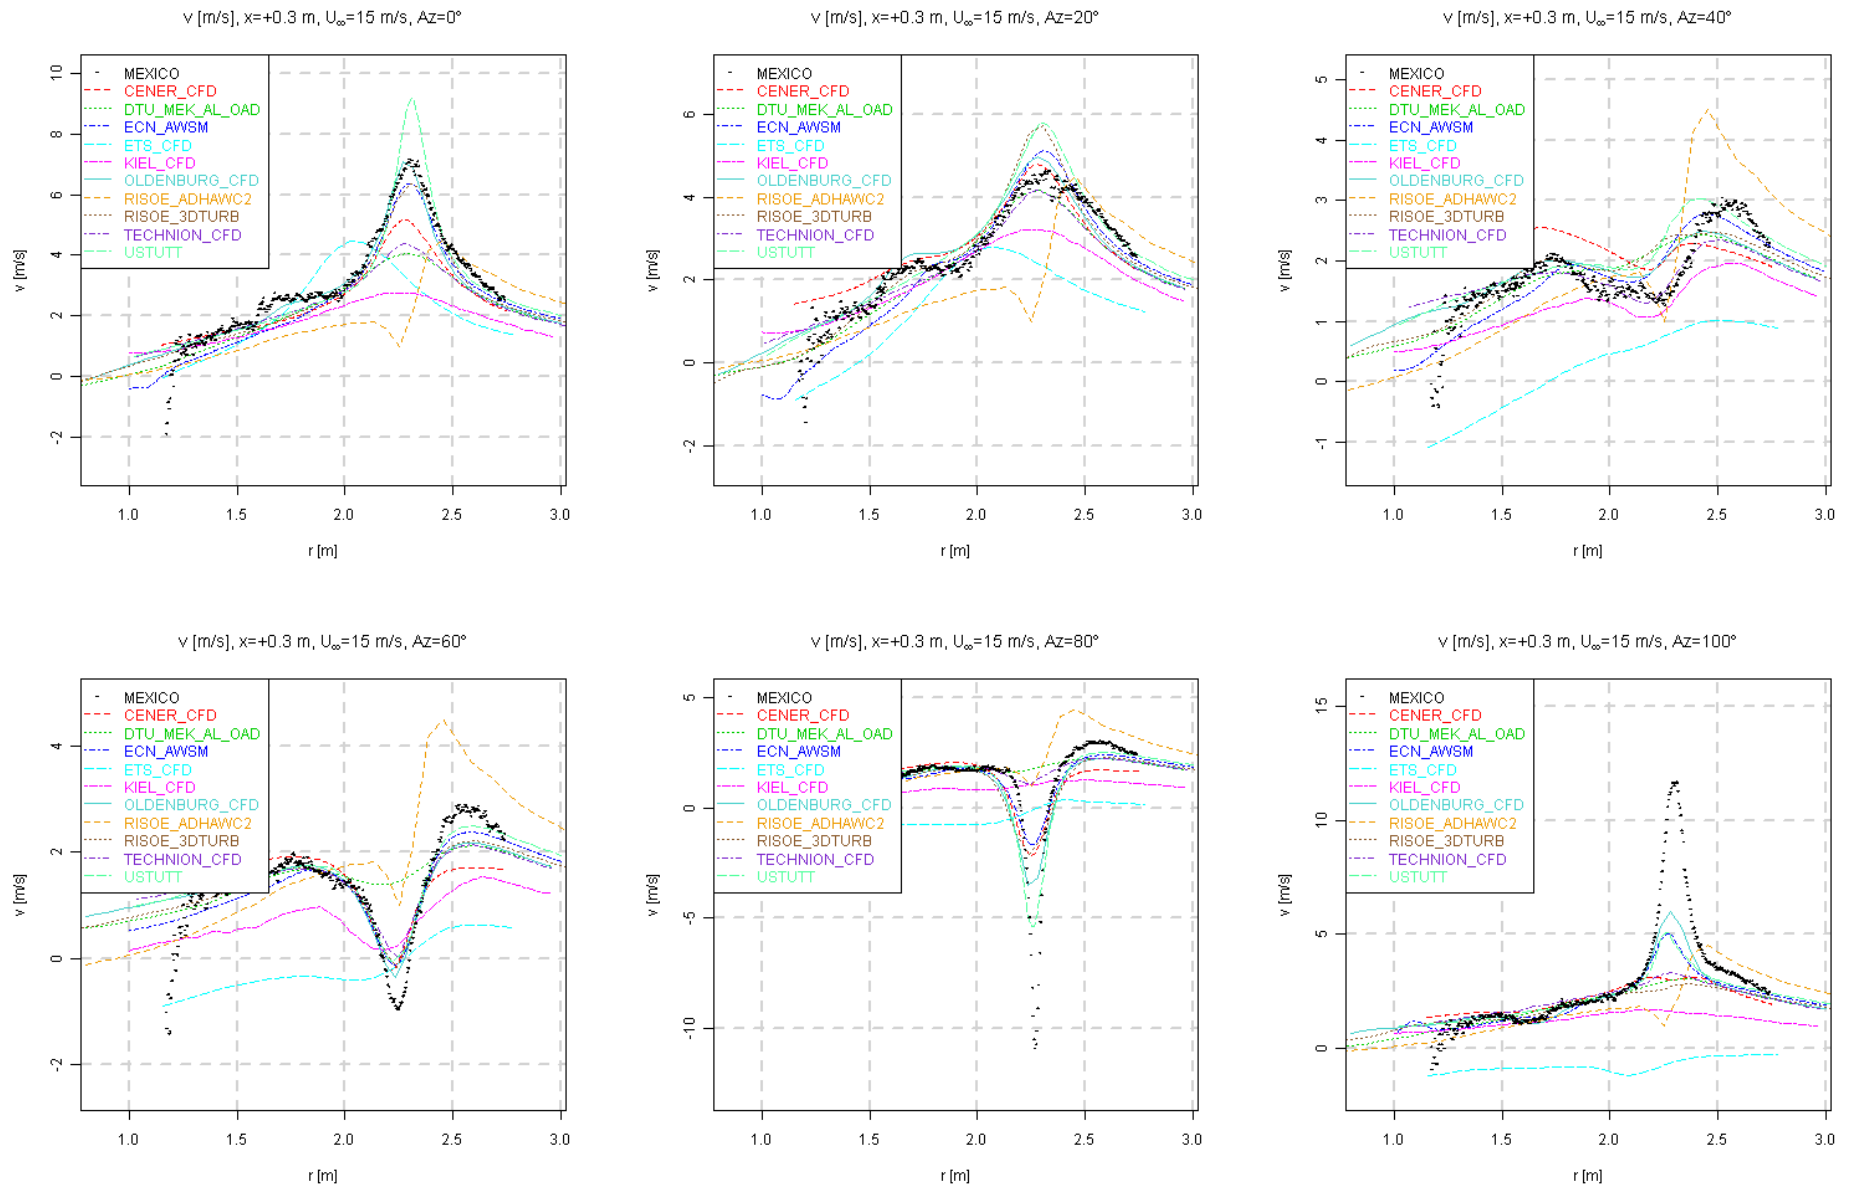 v [m/s], x=+0.3 m, U∞=15 m/s, Az=0°
MEXICO
CENER_CFD
DTU_MEK_AL_OAD
ECN_AWSM
ETS_CFD
KIEL_CFD
OLDENBURG_CFD
RISOE_ADHAWC2
RISOE_3DTURB
TECHNION_CFD
USTUTT
v [m/s]
10
8
6
4
2
0
-2
1.0 1.5 2.0 2.5 3.0
r [m]
v [m/s], x=+0.3 m, U∞=15 m/s, Az=20°
MEXICO
CENER_CFD
DTU_MEK_AL_OAD
ECN_AWSM
ETS_CFD
KIEL_CFD
OLDENBURG_CFD
RISOE_ADHAWC2
RISOE_3DTURB
TECHNION_CFD
USTUTT
v [m/s]
6
4
2
0
-2
1.0 1.5 2.0 2.5 3.0
r [m]
v [m/s], x=+0.3 m, U∞=15 m/s, Az=40°
MEXICO
CENER_CFD
DTU_MEK_AL_OAD
ECN_AWSM
ETS_CFD
KIEL_CFD
OLDENBURG_CFD
RISOE_ADHAWC2
RISOE_3DTURB
TECHNION_CFD
USTUTT
v [m/s]
5
4
3
2
1
0
-1
1.0 1.5 2.0 2.5 3.0
r [m]
v [m/s], x=+0.3 m, U∞=15 m/s, Az=60°
MEXICO
CENER_CFD
DTU_MEK_AL_OAD
ECN_AWSM
ETS_CFD
KIEL_CFD
OLDENBURG_CFD
RISOE_ADHAWC2
RISOE_3DTURB
TECHNION_CFD
USTUTT
v [m/s]
4
2
0
-2
1.0 1.5 2.0 2.5 3.0
r [m]
v [m/s], x=+0.3 m, U∞=15 m/s, Az=80°
MEXICO
CENER_CFD
DTU_MEK_AL_OAD
ECN_AWSM
ETS_CFD
KIEL_CFD
OLDENBURG_CFD
RISOE_ADHAWC2
RISOE_3DTURB
TECHNION_CFD
USTUTT
v [m/s]
5
0
-5
-10
1.0 1.5 2.0 2.5 3.0
r [m]
v [m/s], x=+0.3 m, U∞=15 m/s, Az=100°
MEXICO
CENER_CFD
DTU_MEK_AL_OAD
ECN_AWSM
ETS_CFD
KIEL_CFD
OLDENBURG_CFD
RISOE_ADHAWC2
RISOE_3DTURB
TECHNION_CFD
USTUTT
v [m/s]
15
10
5
0
1.0 1.5 2.0 2.5 3.0
r [m]